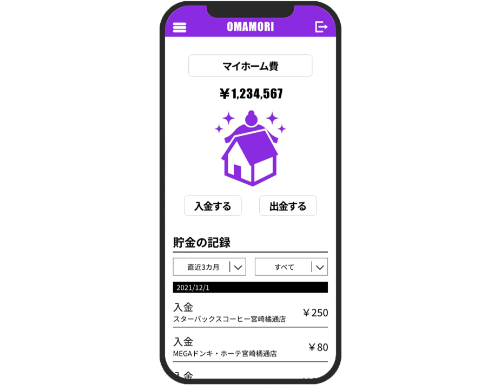 OMAMORI
マイホーム費
¥1,234,567
入金する 出金する
貯金の記録
直近3カ月 すべて
2021/12/1
入金
スターバックスコーヒー宮崎橘通店
¥250
入金
MEGAドンキ・ホーテ宮崎橘通店
¥80
入金